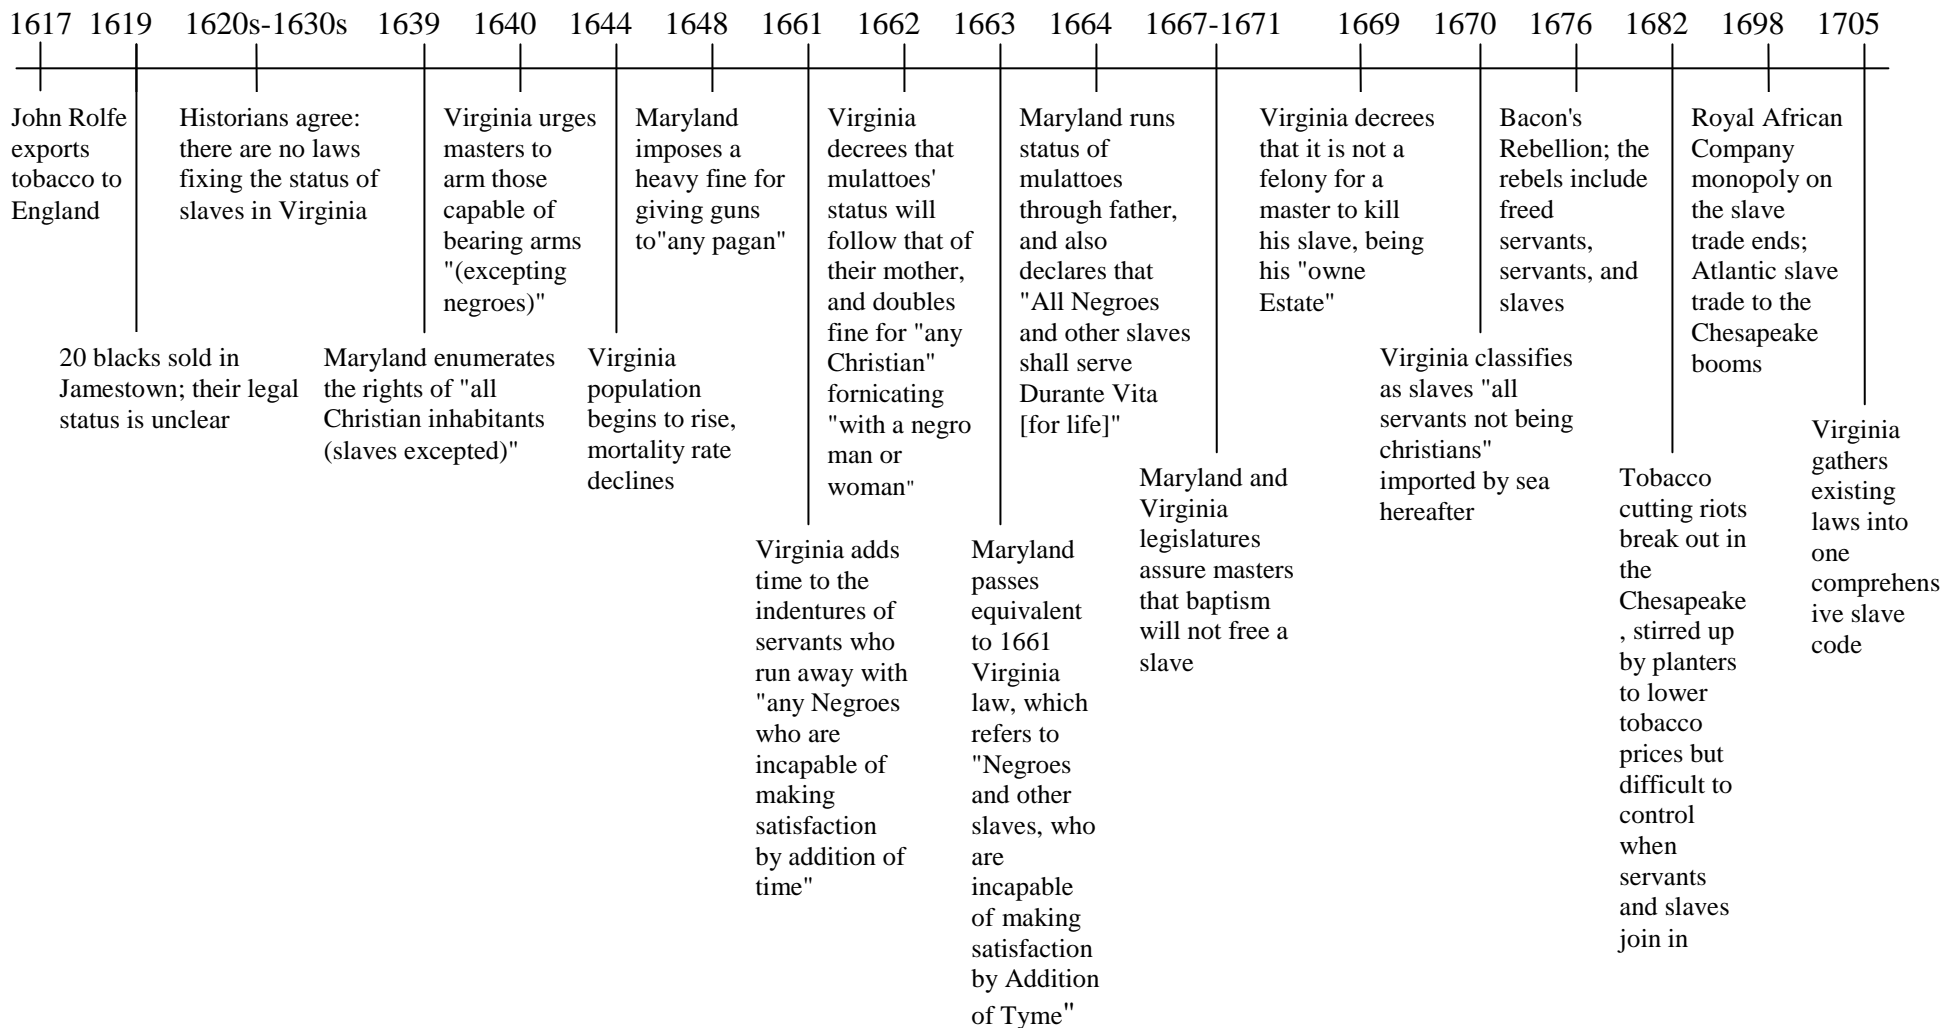 1617 1619 1620s-1630s 1639 1640 1644 1648 1661 1662 1663 1664 1667-1671 1669 1670 1676 1682 1698 1705
John Rolfe
exports
tobacco to
England
20 blacks sold in
Jamestown; their legal
status is unclear
Historians agree:
there are no laws
fixing the status of
slaves in Virginia
Maryland enumerates
the rights of "all
Christian inhabitants
(slaves excepted)"
Virginia urges
masters to
arm those
capable of
bearing arms
"(excepting
negroes)"
Virginia
population
begins to rise,
mortality rate
declines
Maryland
imposes a
heavy fine for
giving guns
to"any pagan"
Virginia adds
time to the
indentures of
servants who
run away with
"any Negroes
who are
incapable of
making
satisfaction
by addition of
time"
Virginia
decrees that
mulattoes'
status will
follow that of
their mother,
and doubles
fine for "any
Christian"
fornicating
"with a negro
man or
woman"
Maryland
passes
equivalent
to 1661
Virginia
law, which
refers to
"Negroes
and other
slaves, who
are
incapable
of making
satisfaction
by Addition
of Tyme"
Maryland runs
status of
mulattoes
through father,
and also
declares that
"All Negroes
and other slaves
shall serve
Durante Vita
[for life]"
Maryland and
Virginia
legislatures
assure masters
that baptism
will not free a
slave
Virginia decrees
that it is not a
felony for a
master to kill
his slave, being
his "owne
Estate"
Virginia classifies
as slaves "all
servants not being
christians"
imported by sea
hereafter
Bacon's
Rebellion; the
rebels include
freed
servants,
servants, and
slaves
Tobacco
cutting riots
break out in
the
Chesapeake
, stirred up
by planters
to lower
tobacco
prices but
difficult to
control
when
servants
and slaves
join in
Royal African
Company
monopoly on
the slave
trade ends;
Atlantic slave
trade to the
Chesapeake
booms
Virginia
gathers
existing
laws into
one
comprehens
ive slave
code